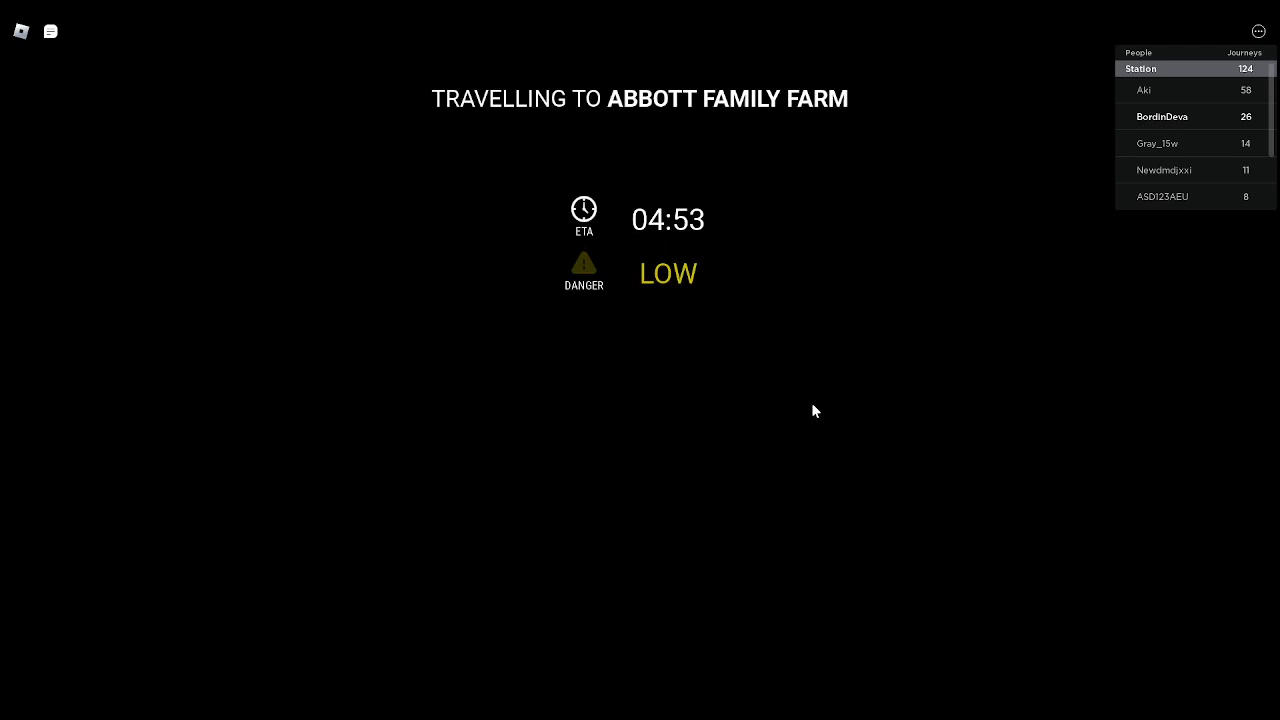 People Journeys
Station 124
Aki 58
BordinDeva 26
Gray_15w 14
Newdmdjxxi 11
ASD123AEU 8
TRAVELLING TO ABBOTT FAMILY FARM
ETA 04:53
DANGER LOW